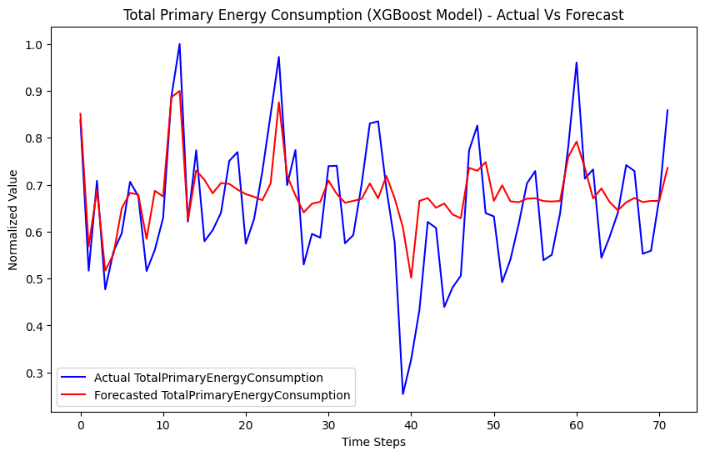 Total Primary Energy Consumption (XGBoost Model) - Actual Vs Forecast
Normalized Value
1.0
0.9
0.8
0.7
0.6
0.5
0.4
0.3
Actual TotalPrimaryEnergyConsumption
Forecasted TotalPrimaryEnergyConsumption
0 10 20 30 40 50 60 70
Time Steps